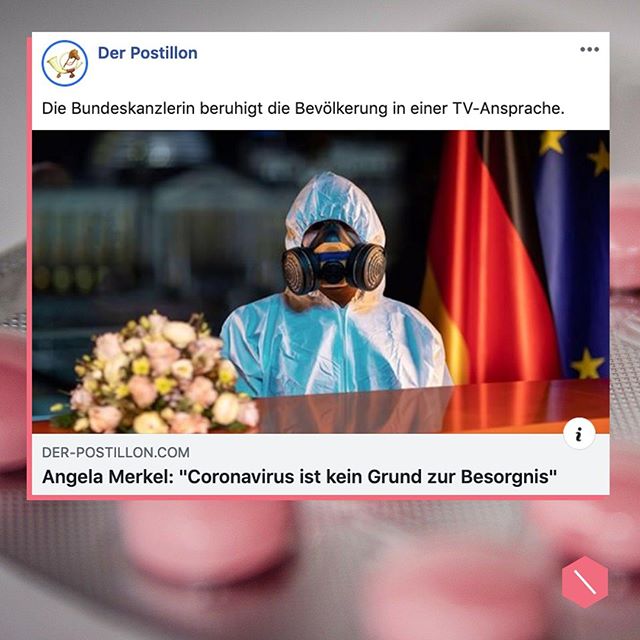 Der Postillon
Die Bundeskanzlerin beruhigt die Bevölkerung in einer TV-Ansprache.
i
DER-POSTILLON.COM
Angela Merkel: "Coronavirus ist kein Grund zur Besorgnis"